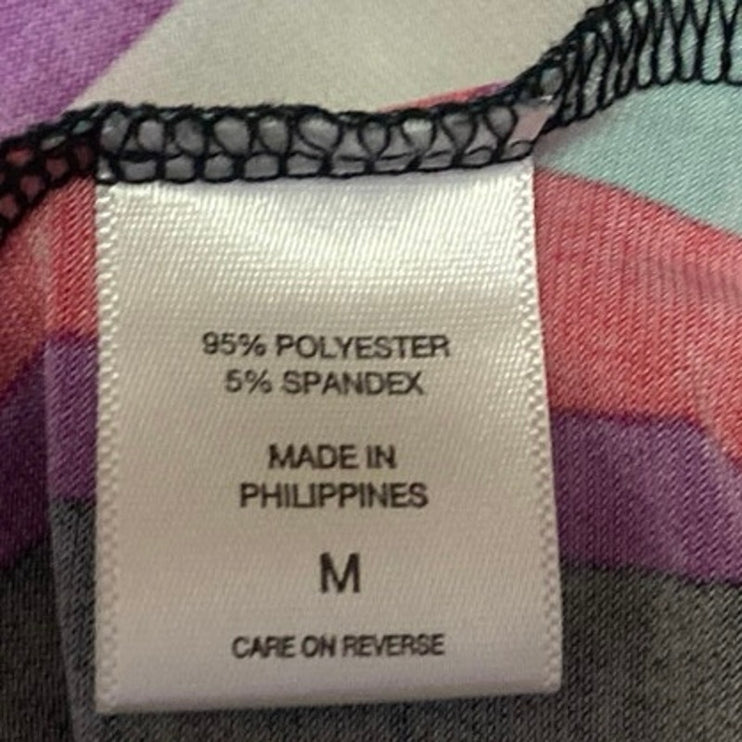 95% POLYESTER
5% SPANDEX
MADE IN
PHILIPPINES
M
CARE ON REVERSE